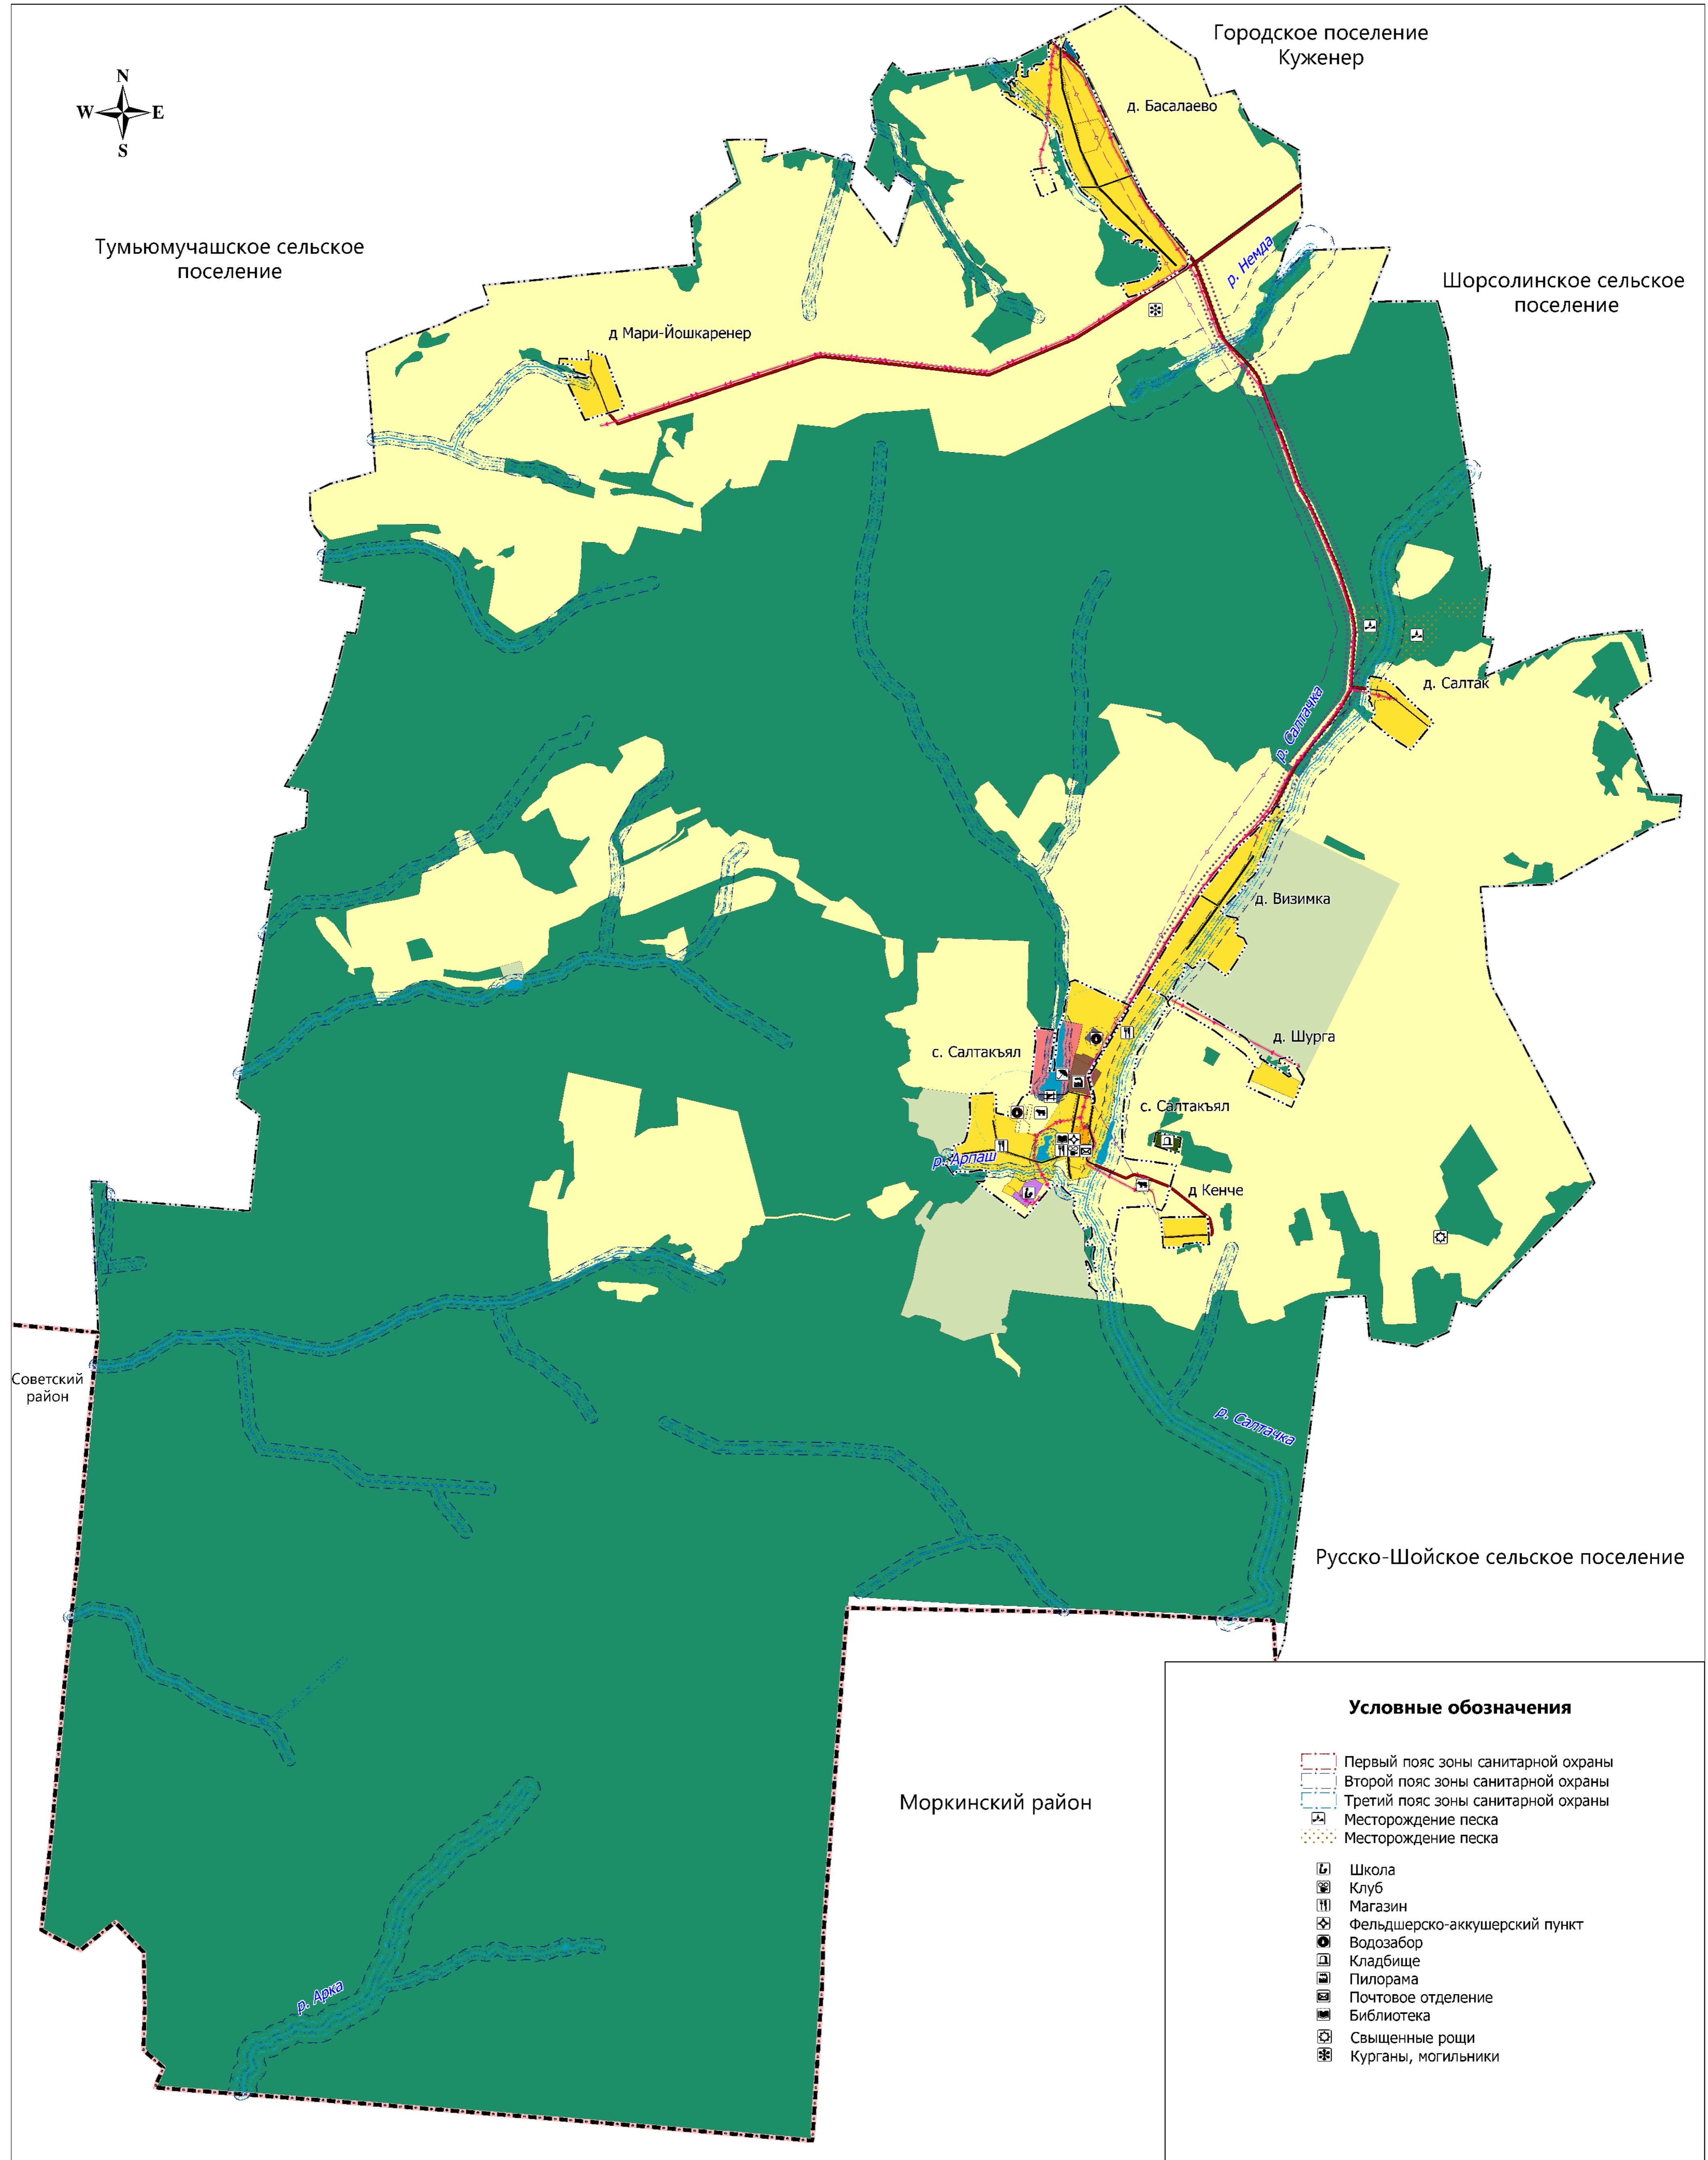 Городское поселение
Куженер
N
W
E
S
д. Басалаево
Тумьюмучашское сельское
поселение
р. Немда
Шорсолинское сельское
поселение
д Мари-Йошкаренер
д. Салтак
р. Салтачка
д. Визимка
д. Шурга
с. Салтакъял
с. Салтакъял
р. Арпаш
д Кенче
Советский
район
р. Салтачка
Русско-Шойское сельское поселение
Моркинский район
р. Арка
Условные обозначения
Первый пояс зоны санитарной охраны
Второй пояс зоны санитарной охраны
Третий пояс зоны санитарной охраны
Месторождение песка
Месторождение песка
Школа
Клуб
Магазин
Фельдшерско-аккушерский пункт
Водозабор
Кладбище
Пилорама
Почтовое отделение
Библиотека
Свыщенные рощи
Курганы, могильники